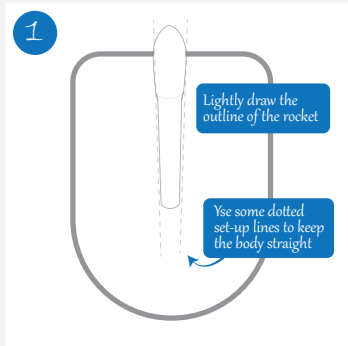 1
Lightly draw the
outline of the rocket
Yse some dotted
set-up lines to keep
the body straight